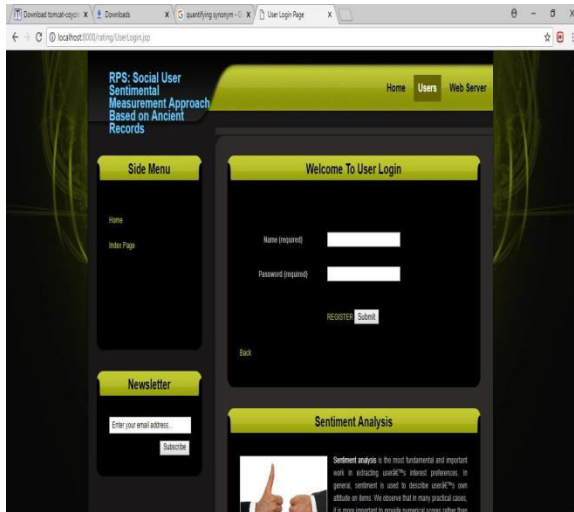 Download tomcat-coyot
Downloads
quantifying synonym - G
User Login Page
localhost:8000/rating/UserLogin.jsp
RPS: Social User
Sentimental
Measurement Approach
Based on Ancient
Records
Home Users Web Server
Side Menu
Home
Index Page
Welcome To User Login
Name (required)
Password (required)
REGISTER Submit
Back
Newsletter
Enter your email address...
Subscribe
Sentiment Analysis
Sentiment analysis is the most fundamental and important
work in extracting userâ€™s interest preferences. In
general, sentiment is used to describe userâ€™s own
attitude on items. We observe that in many practical cases,
it is more important to provide numerical scores rather than